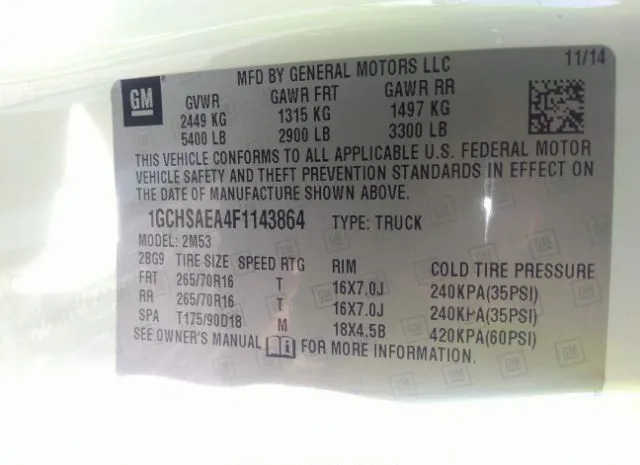 MFD BY GENERAL MOTORS LLC 11/14
GM
GVWR GAWR FRT GAWR RR
2449 KG 1315 KG 1497 KG
5400 LB 2900 LB 3300 LB
THIS VEHICLE CONFORMS TO ALL APPLICABLE U.S. FEDERAL MOTOR
VEHICLE SAFETY AND THEFT PREVENTION STANDARDS IN EFFECT ON
THE DATE OF MANUFACTURE SHOWN ABOVE.
1GCHSAEA4F1143864 TYPE: TRUCK
MODEL: 2M53
2BG9 TIRE SIZE SPEED RTG RIM COLD TIRE PRESSURE
FRT 265/70R16 T 16X7.0J 240KPA(35PSI)
RR 265/70R16 T 16X7.0J 240KPA(35PSI)
SPA T175/90D18 M 18X4.5B 420KPA(60PSI)
SEE OWNER'S MANUAL FOR MORE INFORMATION.